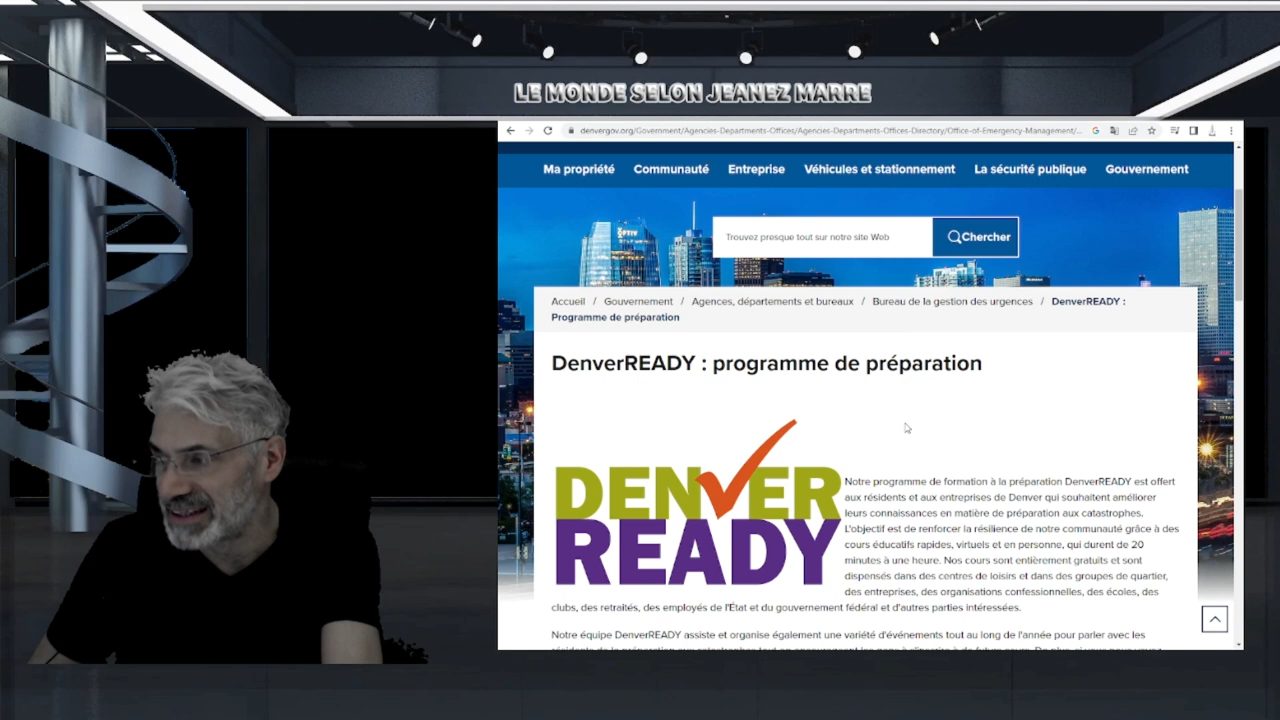 LE MONDE SELON JEANEZ MARRE
denvergov.org/Government/Agencies-Departments-Offices/Agencies-Departments-Offices-Directory/Office-of-Emergency-Management/...
Ma propriété Communauté Entreprise Véhicules et stationnement La sécurité publique Gouvernement
OPTIV
Trouvez presque tout sur notre site Web Chercher
Accueil / Gouvernement / Agences, départements et bureaux / Bureau de la gestion des urgences / DenverREADY :
Programme de préparation
DenverREADY : programme de préparation
DENVER
READY
Notre programme de formation à la préparation DenverREADY est offert
aux résidents et aux entreprises de Denver qui souhaitent améliorer
leurs connaissances en matière de préparation aux catastrophes.
L'objectif est de renforcer la résilience de notre communauté grâce à des
cours éducatifs rapides, virtuels et en personne, qui durent de 20
minutes à une heure. Nos cours sont entièrement gratuits et sont
dispensés dans des centres de loisirs et dans des groupes de quartier,
des entreprises, des organisations confessionnelles, des écoles, des
clubs, des retraités, des employés de l'État et du gouvernement fédéral et d'autres parties intéressées.
Notre équipe DenverREADY assiste et organise également une variété d'événements tout au long de l'année pour parler avec les